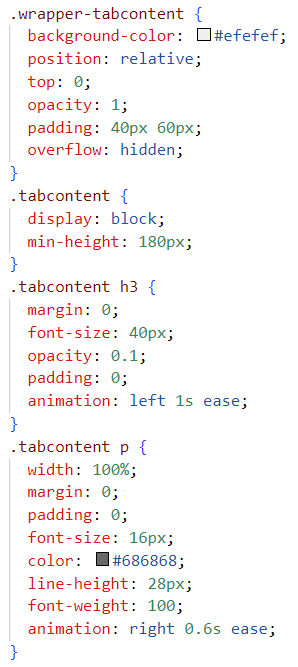 .wrapper-tabcontent {
background-color: #efefef;
position: relative;
top: 0;
opacity: 1;
padding: 40px 60px;
overflow: hidden;
}
.tabcontent {
display: block;
min-height: 180px;
}
.tabcontent h3 {
margin: 0;
font-size: 40px;
opacity: 0.1;
padding: 0;
animation: left 1s ease;
}
.tabcontent p {
width: 100%;
margin: 0;
padding: 0;
font-size: 16px;
color: #686868;
line-height: 28px;
font-weight: 100;
animation: right 0.6s ease;
}